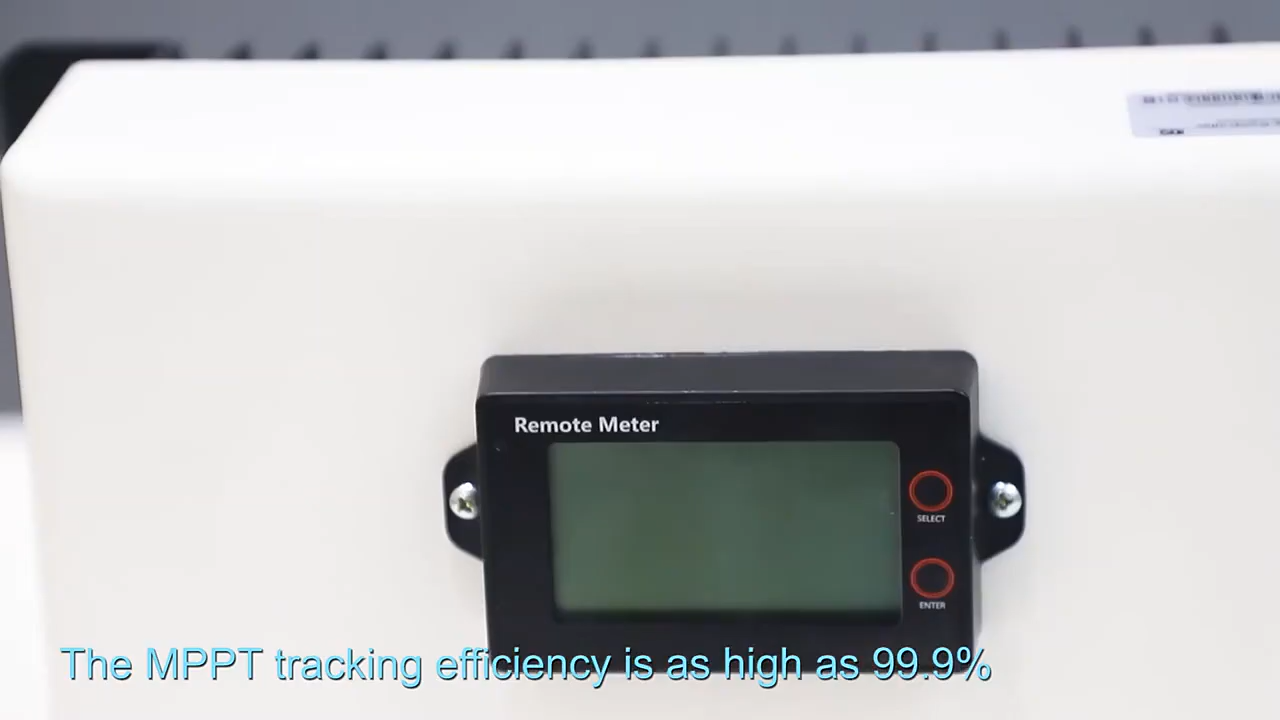 Remote Meter
SELECT
ENTER
The MPPT tracking efficiency is as high as 99.9%